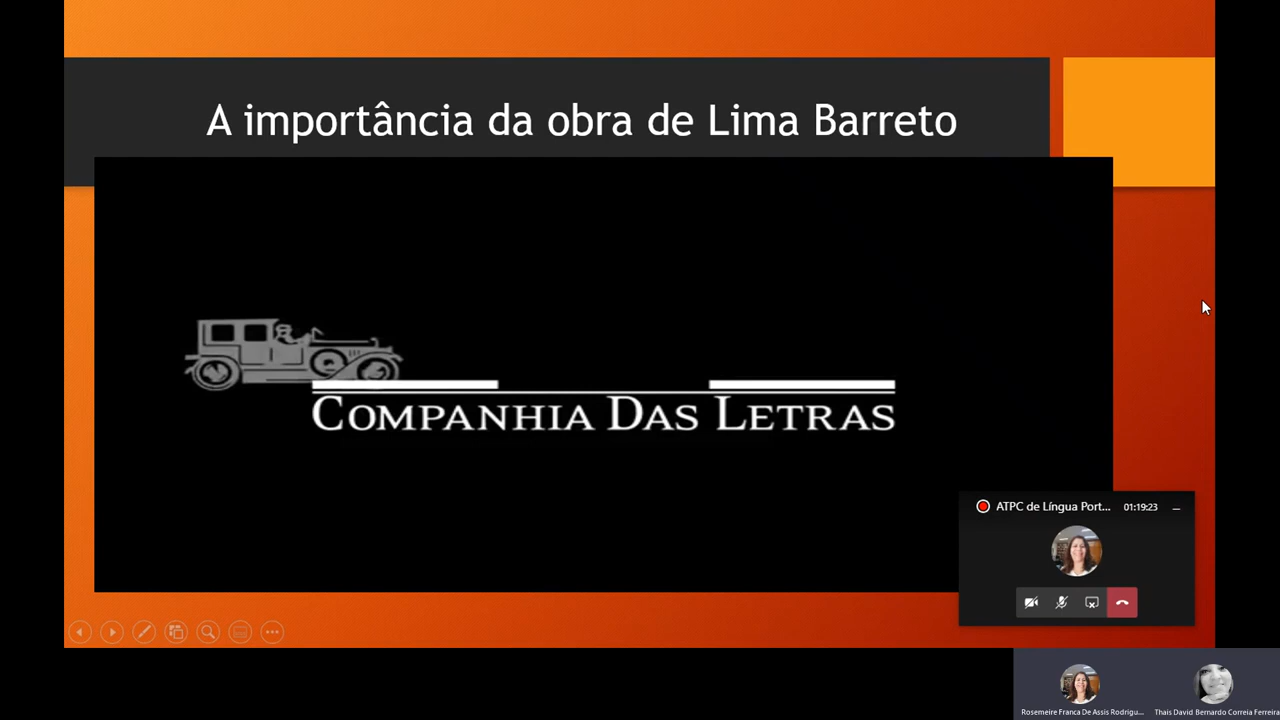 A importância da obra de Lima Barreto
COMPANHIA DAS LETRAS
ATPC de Língua Port... 01:19:23
Rosemeire Franca De Assis Rodrigu...
Thais David Bernardo Correia Ferreira